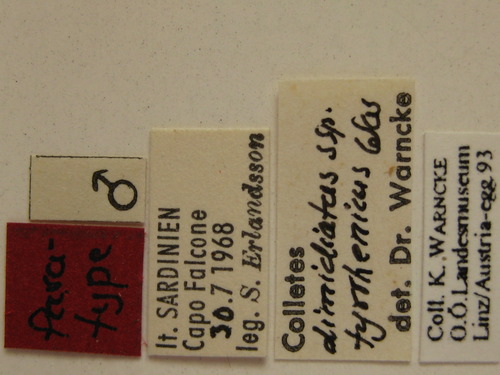 Para-
type
♂
It. SARDINIEN
Capo Falcone
30.7 1968
leg. S. Erlandsson
Colletes
dimidiatus ssp.
tyrrhenicus
det. Dr. Warncke
Coll. K. WARNCKE
O.Ö.Landesmuseum
Linz/Austria-egg 93